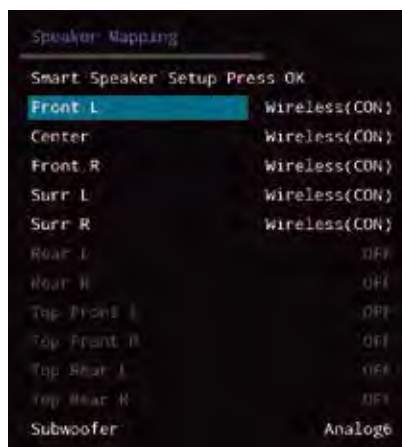 Speaker Mapping
Smart Speaker Setup Press OK
Front L Wireless(CON)
Center Wireless(CON)
Front R Wireless(CON)
Surr L Wireless(CON)
Surr R Wireless(CON)
Rear L OFF
Rear R OFF
Top Front L OFF
Top Front R OFF
Top Rear L OFF
Top Rear R OFF
Subwoofer Analog6